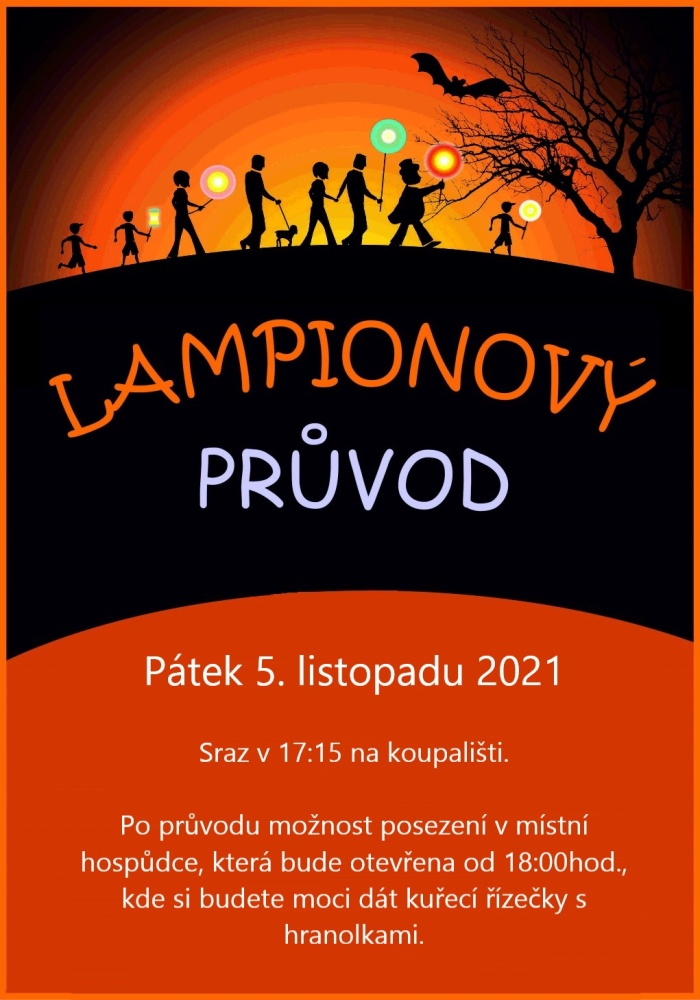 LAMPIONOVÝ
PRŮVOD
Pátek 5. listopadu 2021
Sraz v 17:15 na koupališti.
Po průvodu možnost posezení v místní
hospůdce, která bude otevřena od 18:00hod.,
kde si budete moci dát kuřecí řízečky s
hranolkami.